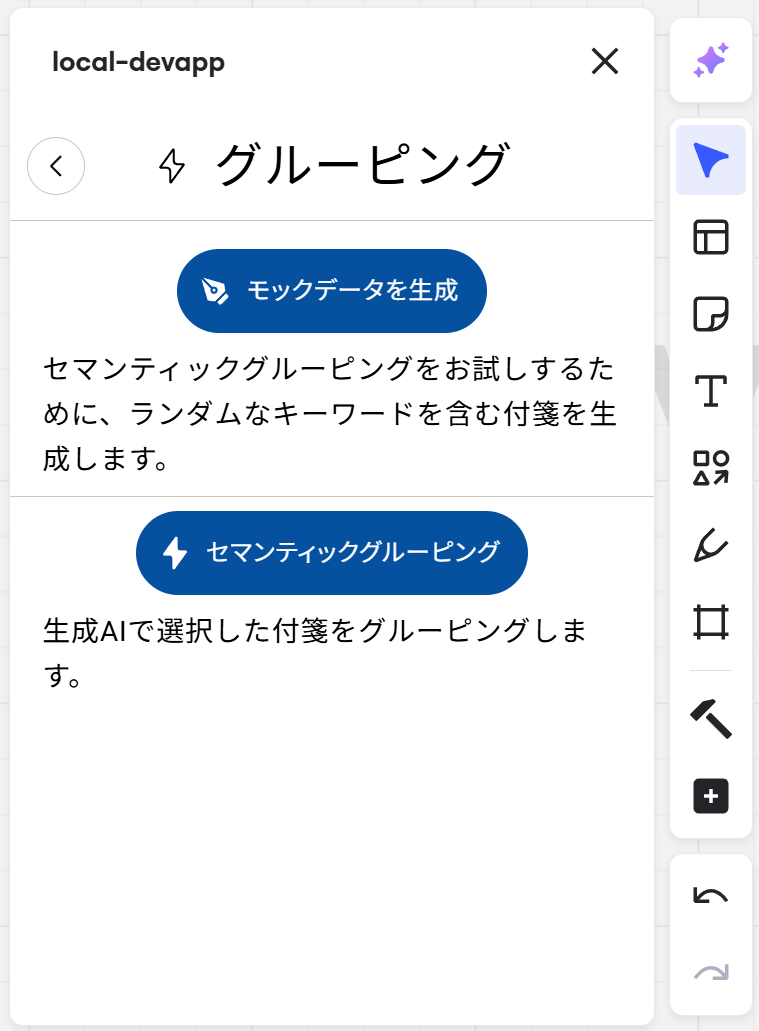 local-devapp
グルーピング
モックデータを生成
セマンティックグルーピングをお試しするた
めに、ランダムなキーワードを含む付箋を生
成します。
セマンティックグルーピング
生成AIで選択した付箋をグルーピングしま
す。